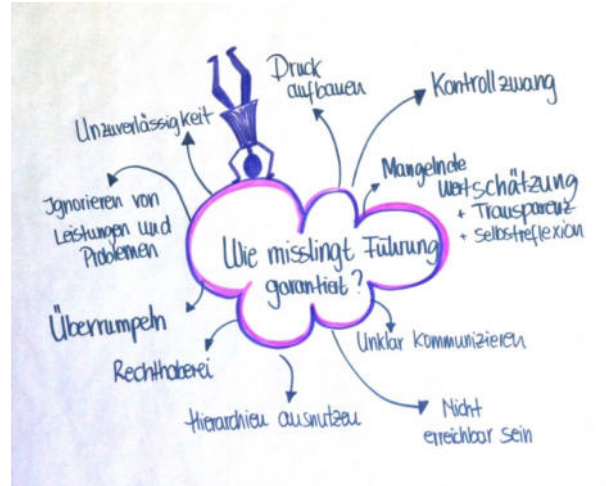 Wie misslingt Führung
garantiert?
Druck
aufbauen
Kontrollzwang
Mangelnde
Wertschätzung
+ Transparenz
+ Selbstreflexion
Unklar kommunizieren
Nicht
erreichbar sein
Hierarchien ausnutzen
Rechthaberei
Überrumpeln
Ignorieren von
Leistungen und
Problemen
Unzuverlässigkeit